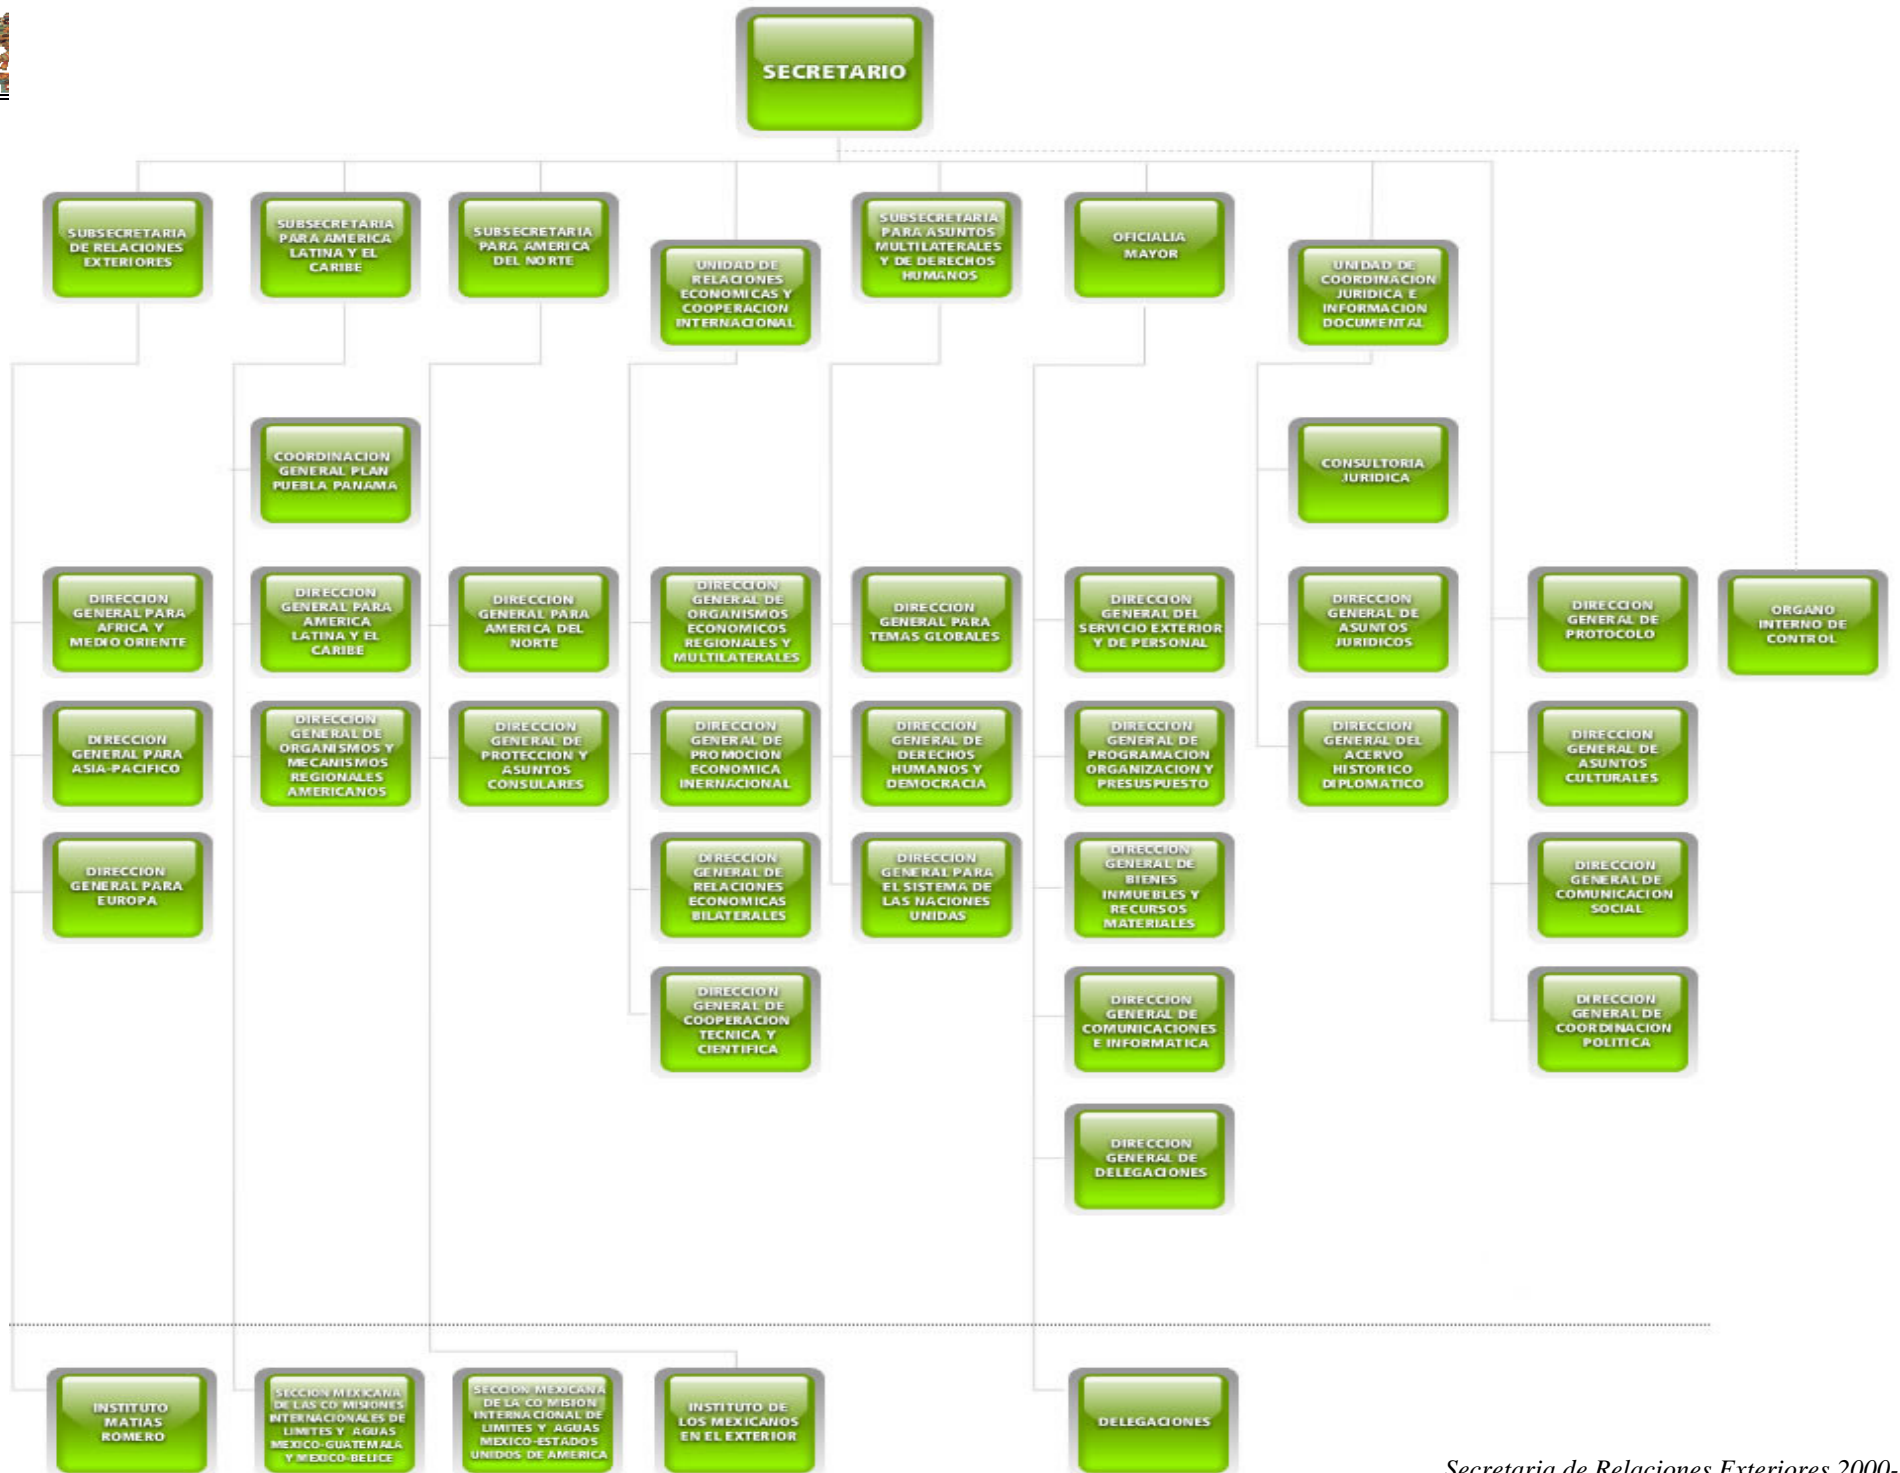 SECRETARIO
SUBSECRETARIA
DE RELACIONES
EXTERIORES
SUBSECRETARIA
PARA AMERICA
LATINA Y EL
CARIBE
SUBSECRETARIA
PARA AMERICA
DEL NORTE
UNIDAD DE
RELACIONES
ECONOMICAS Y
COOPERACION
INTERNACIONAL
SUBSECRETARIA
PARA ASUNTOS
MULTILATERALES
Y DE DERECHOS
HUMANOS
OFICIALIA
MAYOR
UNIDAD DE
COORDINACION
JURIDICA E
INFORMACION
DOCUMENTAL
COORDINACION
GENERAL PLAN
PUEBLA PANAMA
CONSULTORIA
JURIDICA
DIRECCION
GENERAL PARA
AFRICA Y
MEDIO ORIENTE
DIRECCION
GENERAL PARA
AMERICA
LATINA Y EL
CARIBE
DIRECCION
GENERAL PARA
AMERICA DEL
NORTE
DIRECCION
GENERAL DE
ORGANISMOS
ECONOMICOS
REGIONALES Y
MULTILATERALES
DIRECCION
GENERAL PARA
TEMAS GLOBALES
DIRECCION
GENERAL DEL
SERVICIO EXTERIOR
Y DE PERSONAL
DIRECCION
GENERAL DE
ASUNTOS
JURIDICOS
DIRECCION
GENERAL DE
PROTOCOLO
ORGANO
INTERNO DE
CONTROL
DIRECCION
GENERAL PARA
ASIA-PACIFICO
DIRECCION
GENERAL DE
ORGANISMOS Y
MECANISMOS
REGIONALES
AMERICANOS
DIRECCION
GENERAL DE
PROTECCION Y
ASUNTOS
CONSULARES
DIRECCION
GENERAL DE
PROMOCION
ECONOMICA
INERNACIONAL
DIRECCION
GENERAL DE
DERECHOS
HUMANOS Y
DEMOCRACIA
DIRECCION
GENERAL DE
PROGRAMACION
ORGANIZACION Y
PRESUSPUESTO
DIRECCION
GENERAL DEL
ACERVO
HISTORICO
DIPLOMATICO
DIRECCION
GENERAL DE
ASUNTOS
CULTURALES
DIRECCION
GENERAL PARA
EUROPA
DIRECCION
GENERAL DE
RELACIONES
ECONOMICAS
BILATERALES
DIRECCION
GENERAL PARA
EL SISTEMA DE
LAS NACIONES
UNIDAS
DIRECCION
GENERAL DE
BIENES
INMUEBLES Y
RECURSOS
MATERIALES
DIRECCION
GENERAL DE
COMUNICACION
SOCIAL
DIRECCION
GENERAL DE
COOPERACION
TECNICA Y
CIENTIFICA
DIRECCION
GENERAL DE
COMUNICACIONES
E INFORMATICA
DIRECCION
GENERAL DE
COORDINACION
POLITICA
DIRECCION
GENERAL DE
DELEGACIONES
INSTITUTO
MATIAS
ROMERO
SECCION MEXICANA
DE LAS CO MISIONES
INTERNACIONALES DE
LIMITES Y AGUAS
MEXICO-GUATEMALA
Y MEXICO-BELICE
SECCION MEXICANA
DE LA CO MISION
INTERNACIONAL DE
LIMITES Y AGUAS
MEXICO-ESTADOS
UNIDOS DE AMERICA
INSTITUTO DE
LOS MEXICANOS
EN EL EXTERIOR
DELEGACIONES
Secretaria de Relaciones Exteriores 2000-